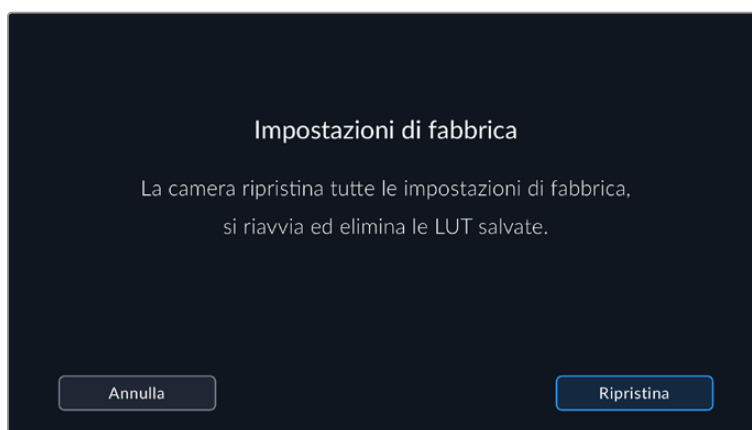 Impostazioni di fabbrica
La camera ripristina tutte le impostazioni di fabbrica,
si riavvia ed elimina le LUT salvate.
Annulla
Ripristina